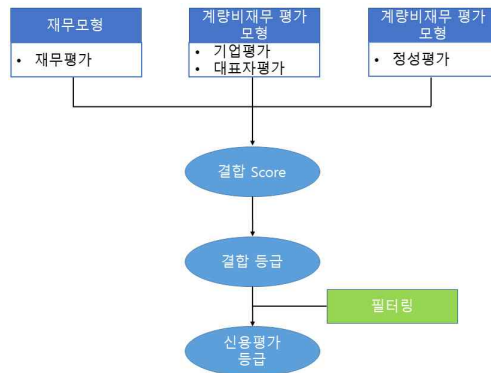 재무모형
• 재무평가
계량비재무 평가
모형
• 기업평가
• 대표자평가
계량비재무 평가
모형
• 정성평가
결합 Score
결합 등급
필터링
신용평가
등급